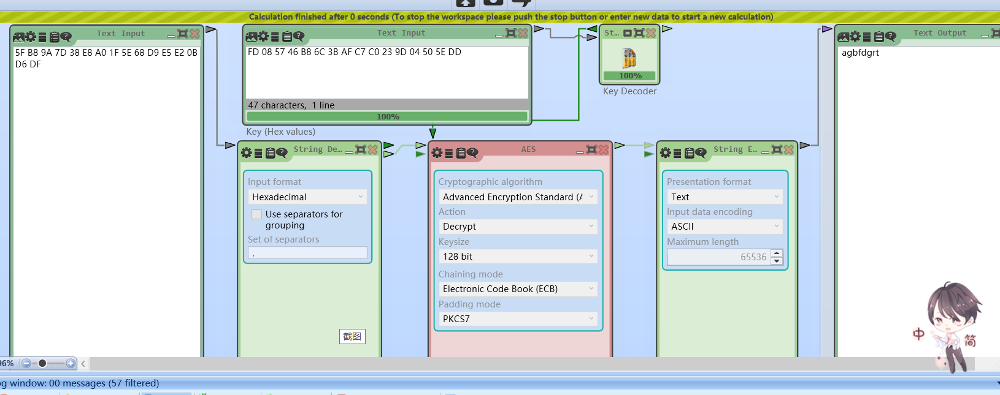 Calculation finished after 0 seconds (To stop the workspace please push the stop button or enter new data to start a new calculation)
Text Input
5F B8 9A 7D 38 E8 A0 1F 5E 68 D9 E5 E2 0B
D6 DF
Text Input
FD 08 57 46 B8 6C 3B AF C7 C0 23 9D 04 50 5E DD
47 characters, 1 line
100%
Key (Hex values)
St...
100%
Key Decoder
Text Output
agbfdgrt
String De...
Input format
Hexadecimal
Use separators for
grouping
Set of separators
,
截图
AES
Cryptographic algorithm
Advanced Encryption Standard (A
Action
Decrypt
Keysize
128 bit
Chaining mode
Electronic Code Book (ECB)
Padding mode
PKCS7
String E...
Presentation format
Text
Input data encoding
ASCII
Maximum length
65536
中
简
96%
og window: 00 messages (57 filtered)